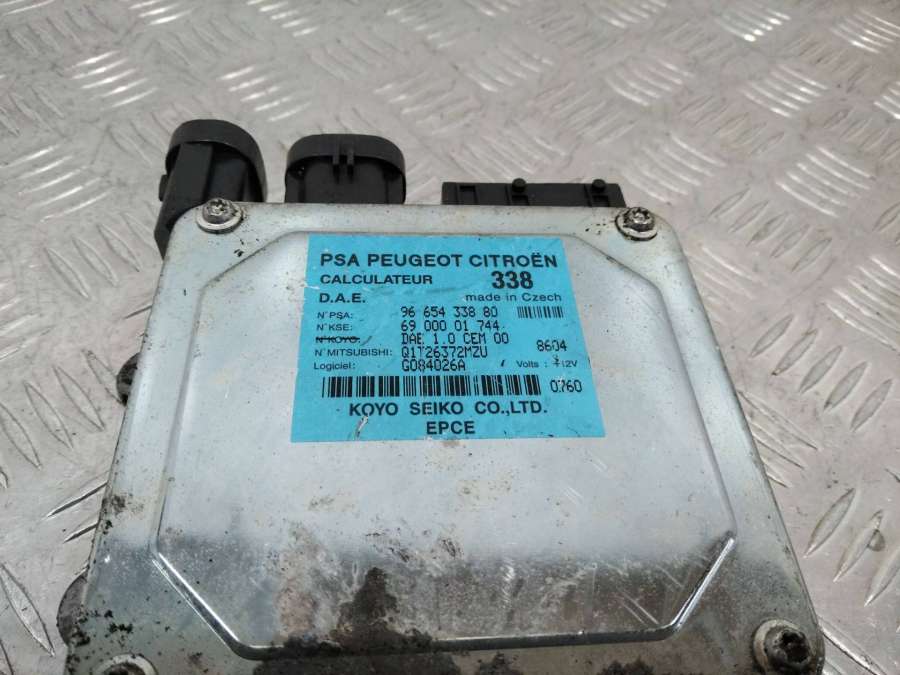 PSA PEUGEOT CITROËN
CALCULATEUR 338
D.A.E. made in Czech
N°PSA: 96 654 338 80
N°KSE: 69 000 01 744
N°KOYO: DAE 1.0 CEM 00
N°MITSUBISHI: Q1T26372MZU 8604
Logiciel: G084026A Volts : +12V
0760
KOYO SEIKO CO.,LTD.
EPCE